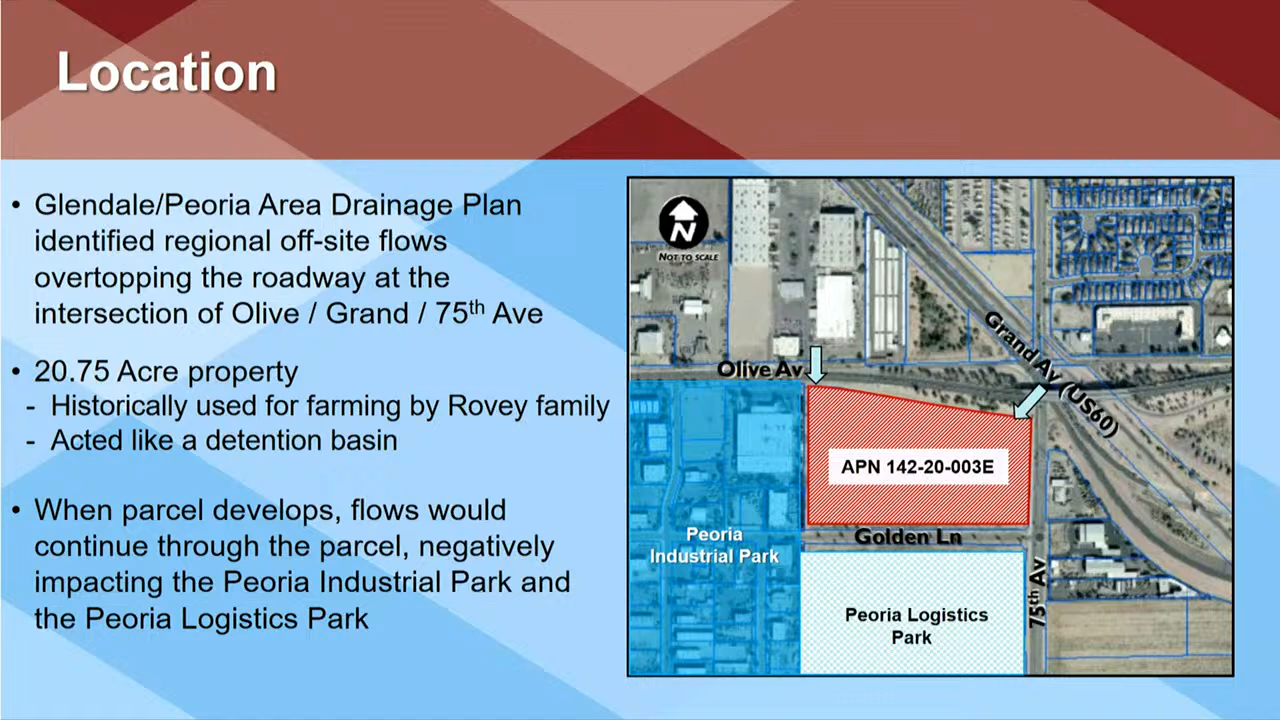 Location
• Glendale/Peoria Area Drainage Plan
identified regional off-site flows
overtopping the roadway at the
intersection of Olive / Grand / 75th Ave
• 20.75 Acre property
- Historically used for farming by Rovey family
- Acted like a detention basin
• When parcel develops, flows would
continue through the parcel, negatively
impacting the Peoria Industrial Park and
the Peoria Logistics Park
N
NOT TO SCALE
Olive Av
Grand Av (US60)
APN 142-20-003E
Peoria
Industrial Park
Golden Ln
75th Av
Peoria Logistics
Park